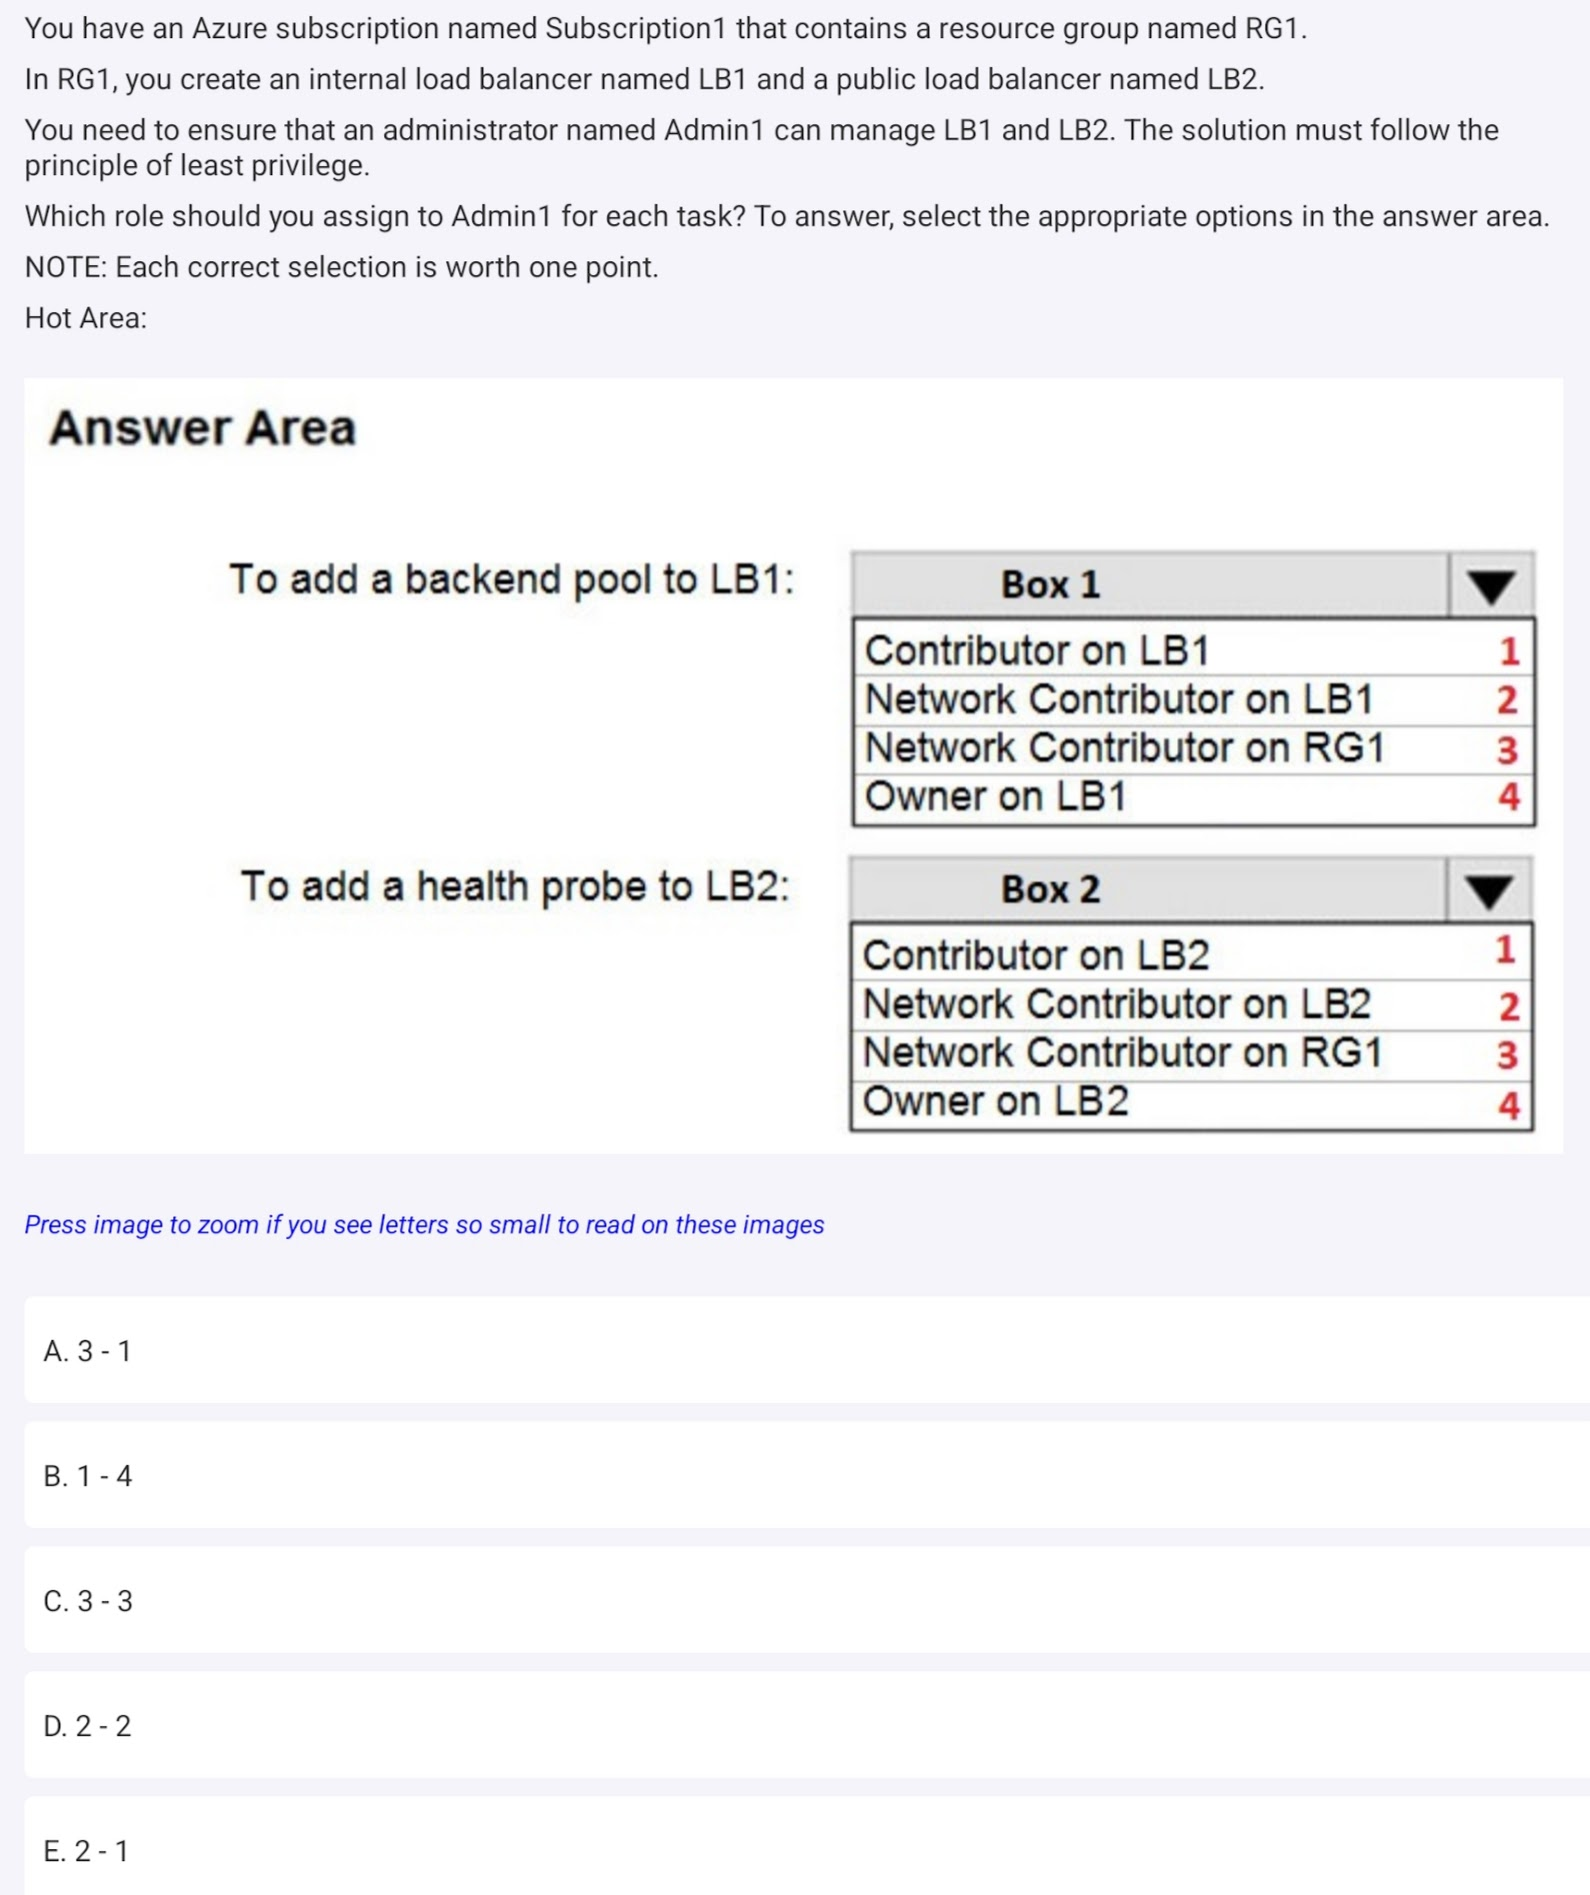 You have an Azure subscription named Subscription1 that contains a resource group named RG1.
In RG1, you create an internal load balancer named LB1 and a public load balancer named LB2.
You need to ensure that an administrator named Admin1 can manage LB1 and LB2. The solution must follow the
principle of least privilege.
Which role should you assign to Admin1 for each task? To answer, select the appropriate options in the answer area.
NOTE: Each correct selection is worth one point.
Hot Area:
Answer Area
To add a backend pool to LB1:
Box 1
Contributor on LB1 1
Network Contributor on LB1 2
Network Contributor on RG1 3
Owner on LB1 4
To add a health probe to LB2:
Box 2
Contributor on LB2 1
Network Contributor on LB2 2
Network Contributor on RG1 3
Owner on LB2 4
Press image to zoom if you see letters so small to read on these images
A. 3 - 1
B. 1 - 4
C. 3 - 3
D. 2 - 2
E. 2 - 1